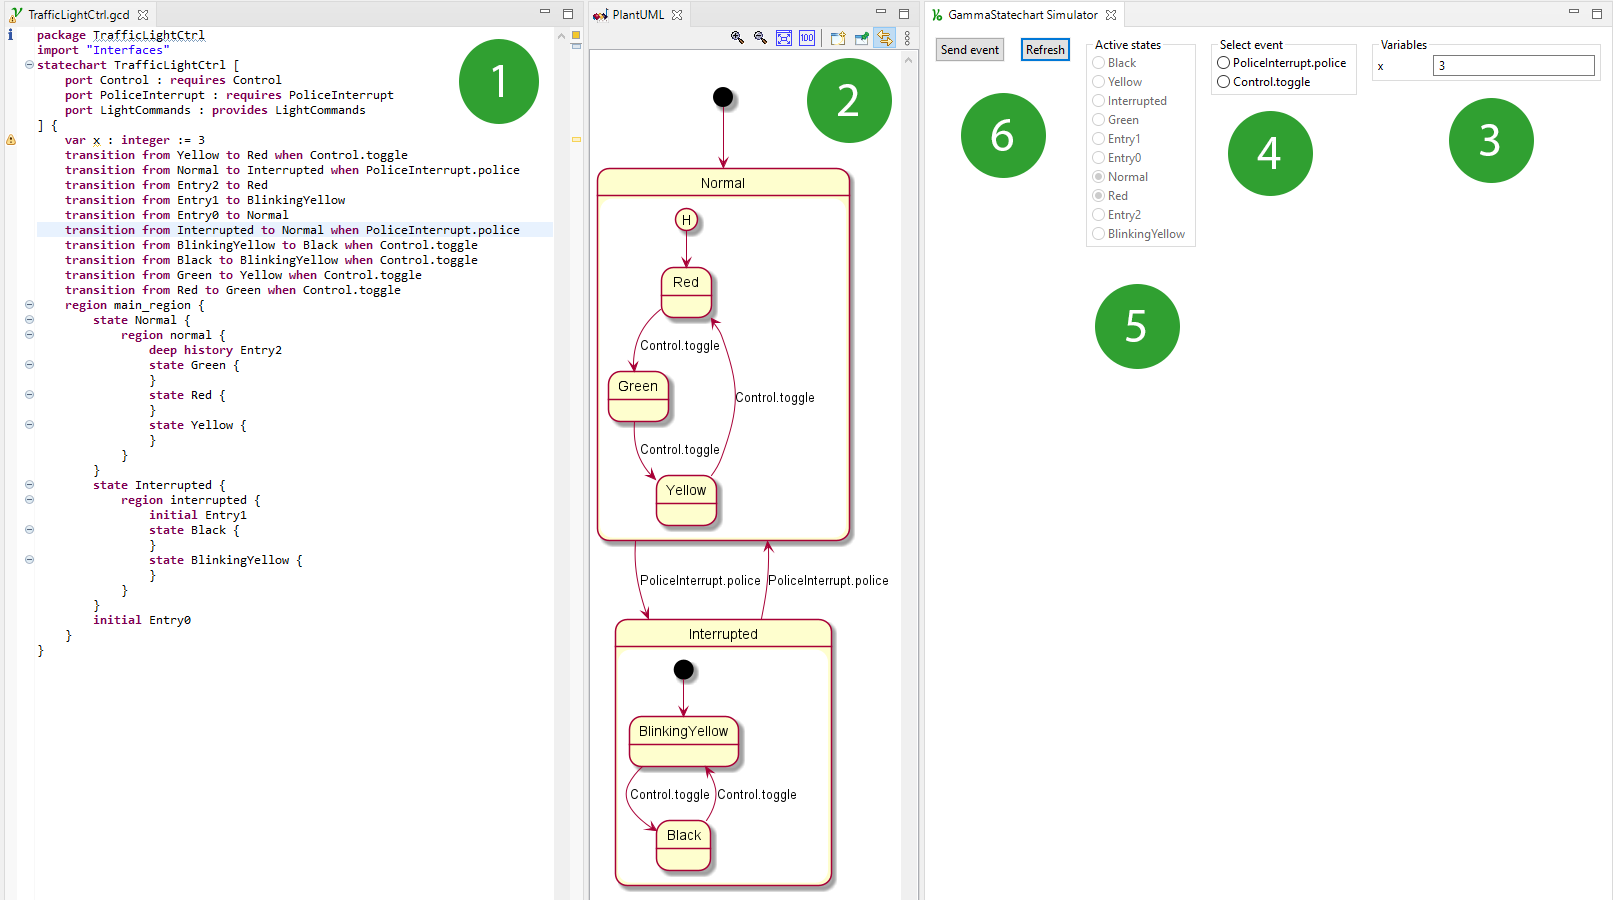 TrafficLightCtrl.gcd
package TrafficLightCtrl
import "Interfaces"
statechart TrafficLightCtrl [
port Control : requires Control
port PoliceInterrupt : requires PoliceInterrupt
port LightCommands : provides LightCommands
] {
var x : integer := 3
transition from Yellow to Red when Control.toggle
transition from Normal to Interrupted when PoliceInterrupt.police
transition from Entry2 to Red
transition from Entry1 to BlinkingYellow
transition from Entry0 to Normal
transition from Interrupted to Normal when PoliceInterrupt.police
transition from BlinkingYellow to Black when Control.toggle
transition from Black to BlinkingYellow when Control.toggle
transition from Green to Yellow when Control.toggle
transition from Red to Green when Control.toggle
region main_region {
state Normal {
region normal {
deep history Entry2
state Green {
}
state Red {
}
state Yellow {
}
}
}
state Interrupted {
region interrupted {
initial Entry1
state Black {
}
state BlinkingYellow {
}
}
}
initial Entry0
}
}
1
PlantUML
100
2
Normal
H
Red
Control.toggle
Green
Control.toggle
Control.toggle
Yellow
PoliceInterrupt.police
PoliceInterrupt.police
Interrupted
BlinkingYellow
Control.toggle
Control.toggle
Black
GammaStatechart Simulator
Send event
Refresh
6
Active states
Black
Yellow
Interrupted
Green
Entry1
Entry0
Normal
Red
Entry2
BlinkingYellow
5
Select event
PoliceInterrupt.police
Control.toggle
4
Variables
x
3
3